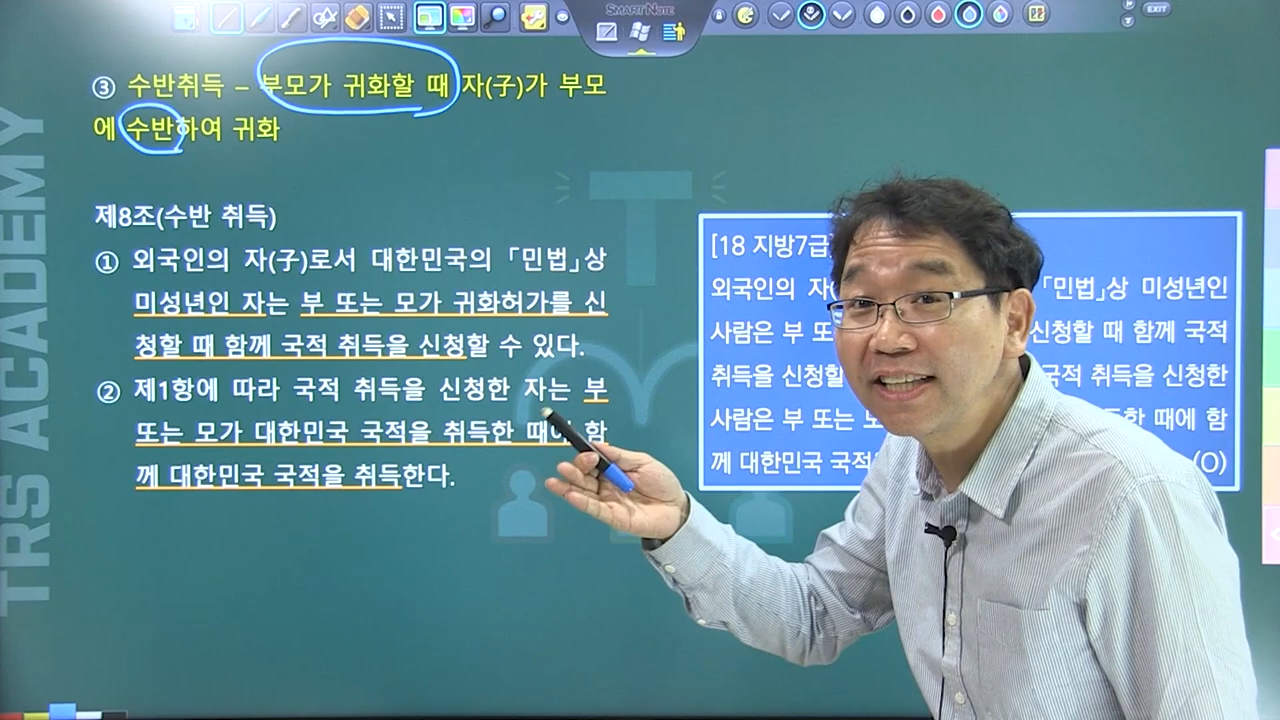 SMART NOTE
EXIT
③ 수반취득 – 부모가 귀화할 때 자(子)가 부모
에 수반하여 귀화
제8조(수반 취득)
① 외국인의 자(子)로서 대한민국의 「민법」상
미성년인 자는 부 또는 모가 귀화허가를 신
청할 때 함께 국적 취득을 신청할 수 있다.
② 제1항에 따라 국적 취득을 신청한 자는 부
또는 모가 대한민국 국적을 취득한 때에 함
께 대한민국 국적을 취득한다.
[18 지방7급
외국인의 「민법」상 미성년인
사람은 부 또 신청할 때 함께 국적
취득을 신청할 국적 취득을 신청한
사람은 부 또는 때에 함
께 대한민국 국적 (O)
TRS ACADEMY